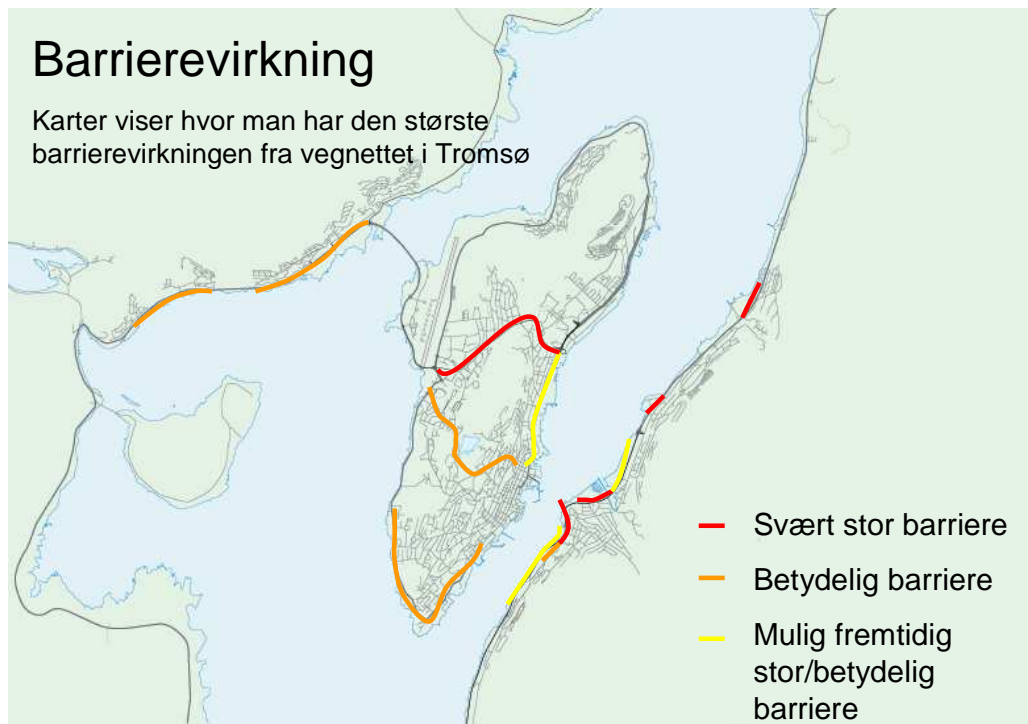 Barrierevirkning
Karter viser hvor man har den største
barrierevirkningen fra vegnettet i Tromsø
Svært stor barriere
Betydelig barriere
Mulig fremtidig
stor/betydelig
barriere